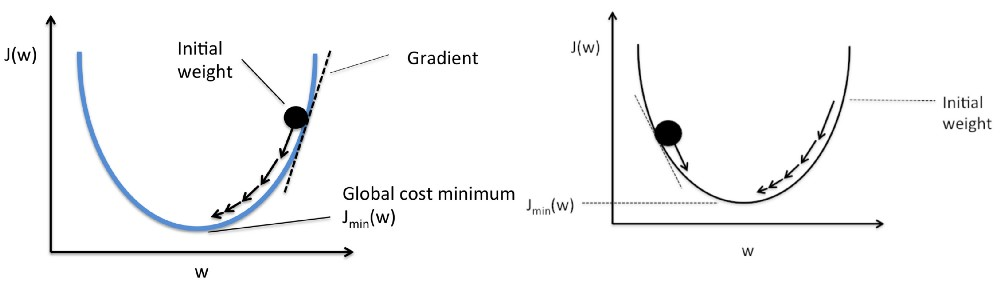 J(w)
Initial
weight
Gradient
Global cost minimum
J_min(w)
w
J(w)
Initial
weight
J_min(w)
w